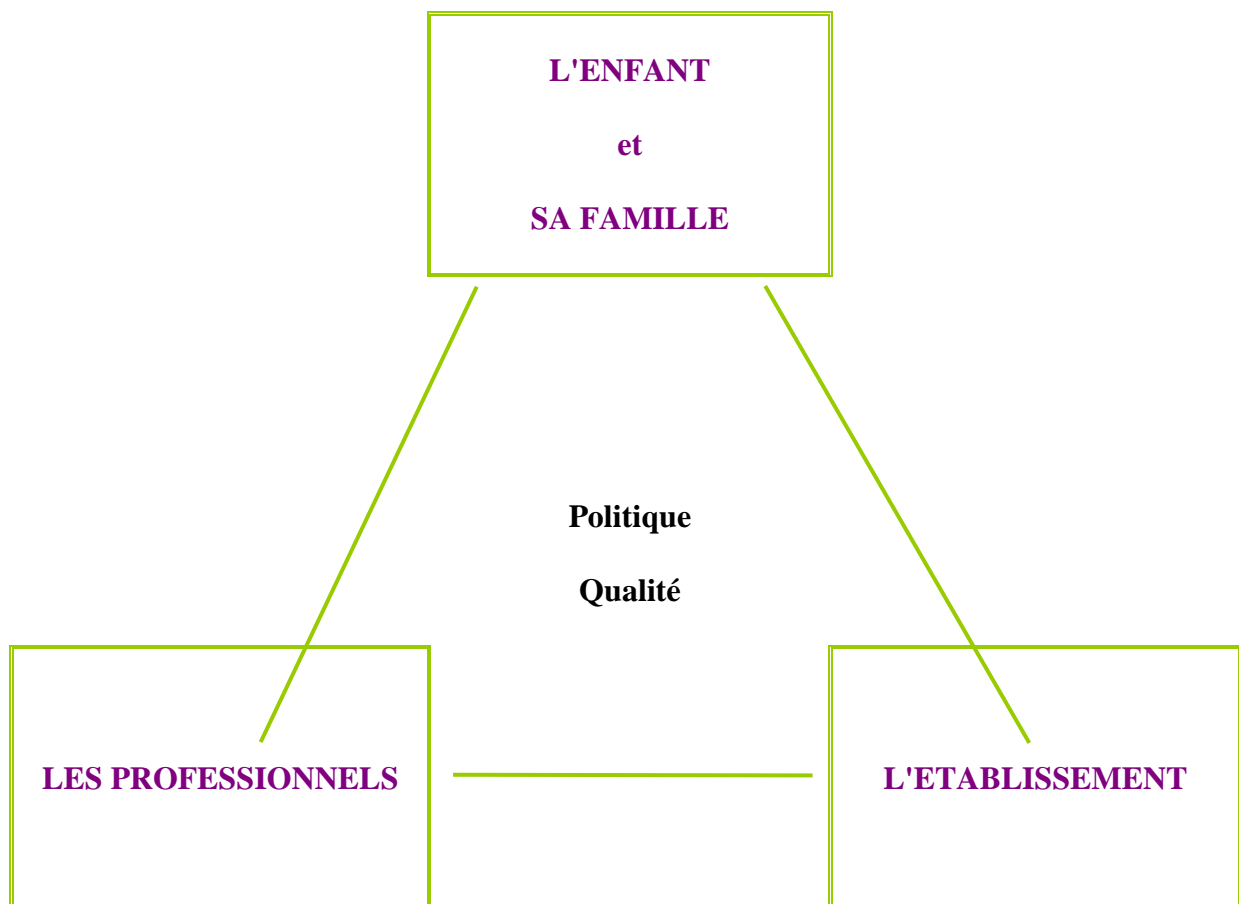 L'ENFANT
et
SA FAMILLE
Politique
Qualité
LES PROFESSIONNELS
L'ETABLISSEMENT